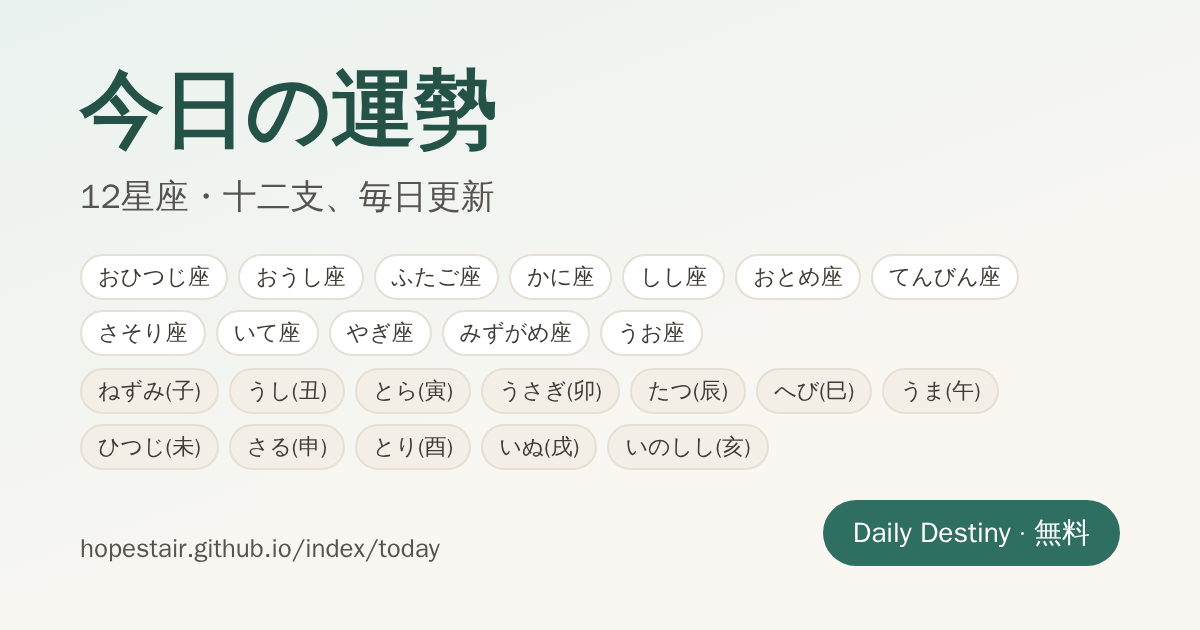 今日の運勢
12星座・十二支、毎日更新
おひつじ座 おうし座 ふたご座 かに座 しし座 おとめ座 てんびん座
さそり座 いて座 やぎ座 みずがめ座 うお座
ねずみ(子) うし(丑) とら(寅) うさぎ(卯) たつ(辰) へび(巳) うま(午)
ひつじ(未) さる(申) とり(酉) いぬ(戌) いのしし(亥)
hopestair.github.io/index/today
Daily Destiny · 無料